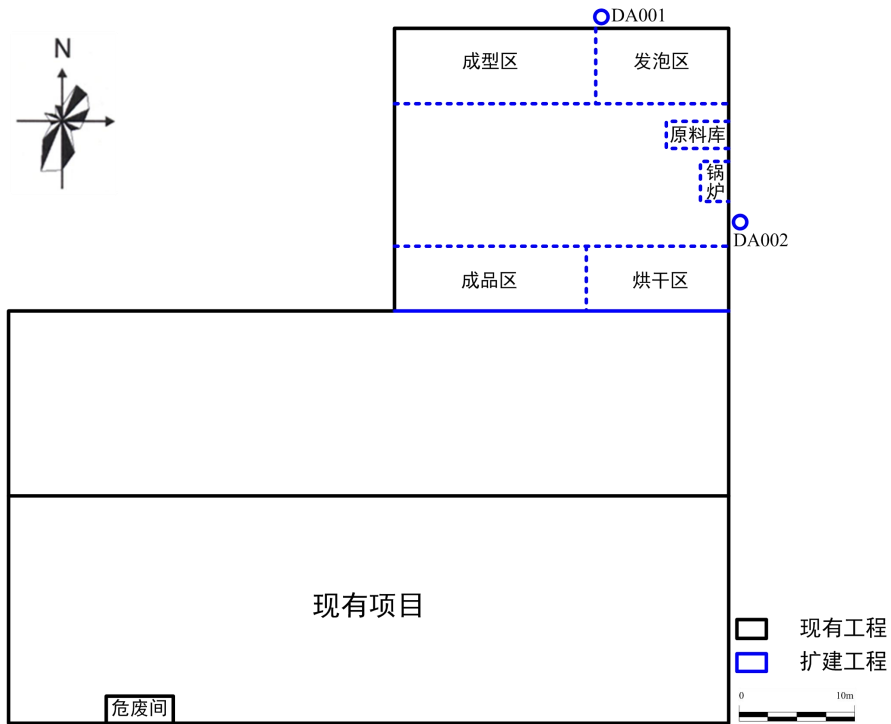 DA001
N
成型区
发泡区
原料库
锅
炉
DA002
成品区
烘干区
现有项目
现有工程
扩建工程
0
10m
危废间